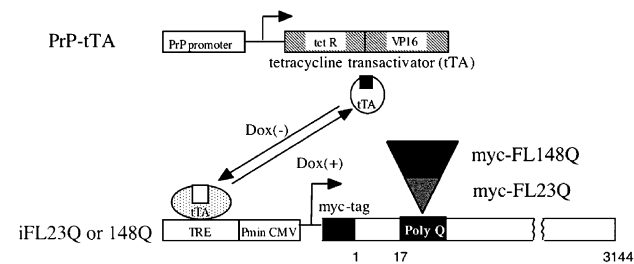 PrP-tTA
PrP promoter
tet R
VP16
tetracycline transactivator (tTA)
tTA
Dox(-)
Dox(+)
myc-FL148Q
myc-FL23Q
tTA
myc-tag
iFL23Q or 148Q
TRE
Pmin CMV
Poly Q
1
17
3144